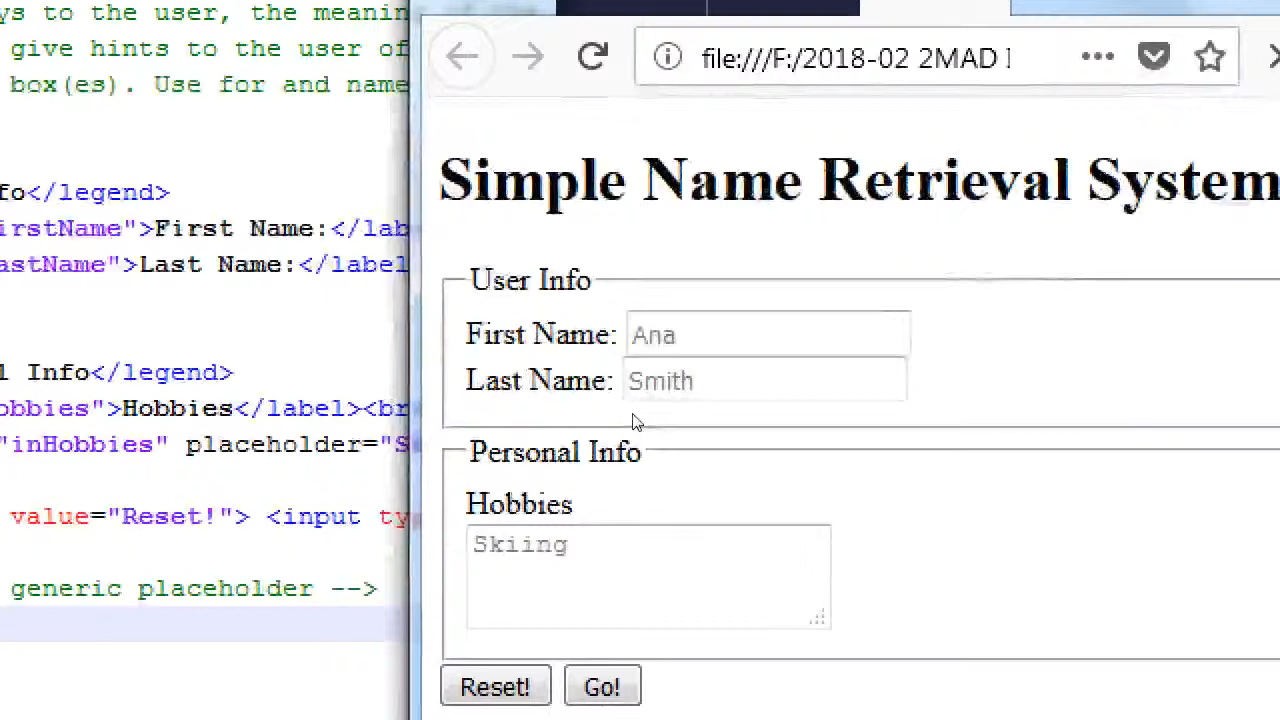 ys to the user, the meaning of the
give hints to the user of
box(es). Use for and name
fo</legend>
irstName">First Name:</lab
astName">Last Name:</label
l Info</legend>
obbies">Hobbies</label><br
"inHobbies" placeholder="S
value="Reset!"> <input ty
generic placeholder -->
file:///F:/2018-02 2MAD I
Simple Name Retrieval System
User Info
First Name: Ana
Last Name: Smith
Personal Info
Hobbies
Skiing
Reset! Go!